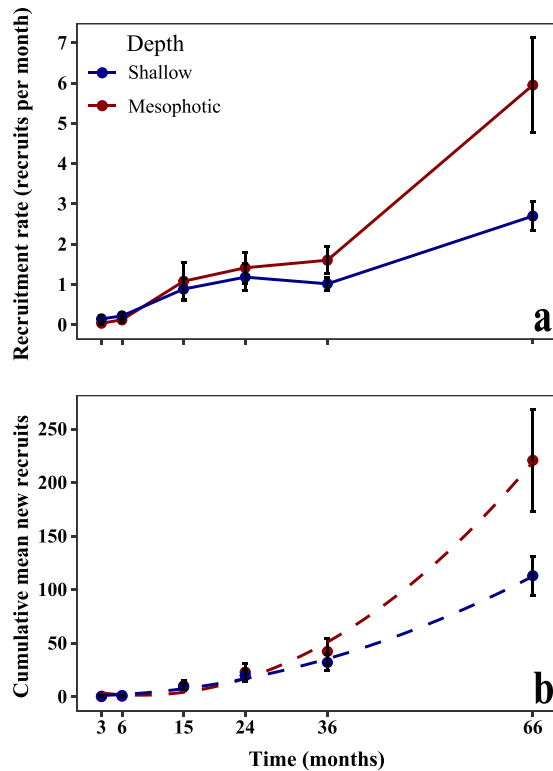 Recruitment rate (recruits per month)
7
6
5
4
3
2
1
0
Depth
Shallow
Mesophotic
a
Cumulative mean new recruits
250
200
150
100
50
0
b
3 6 15 24 36 66
Time (months)